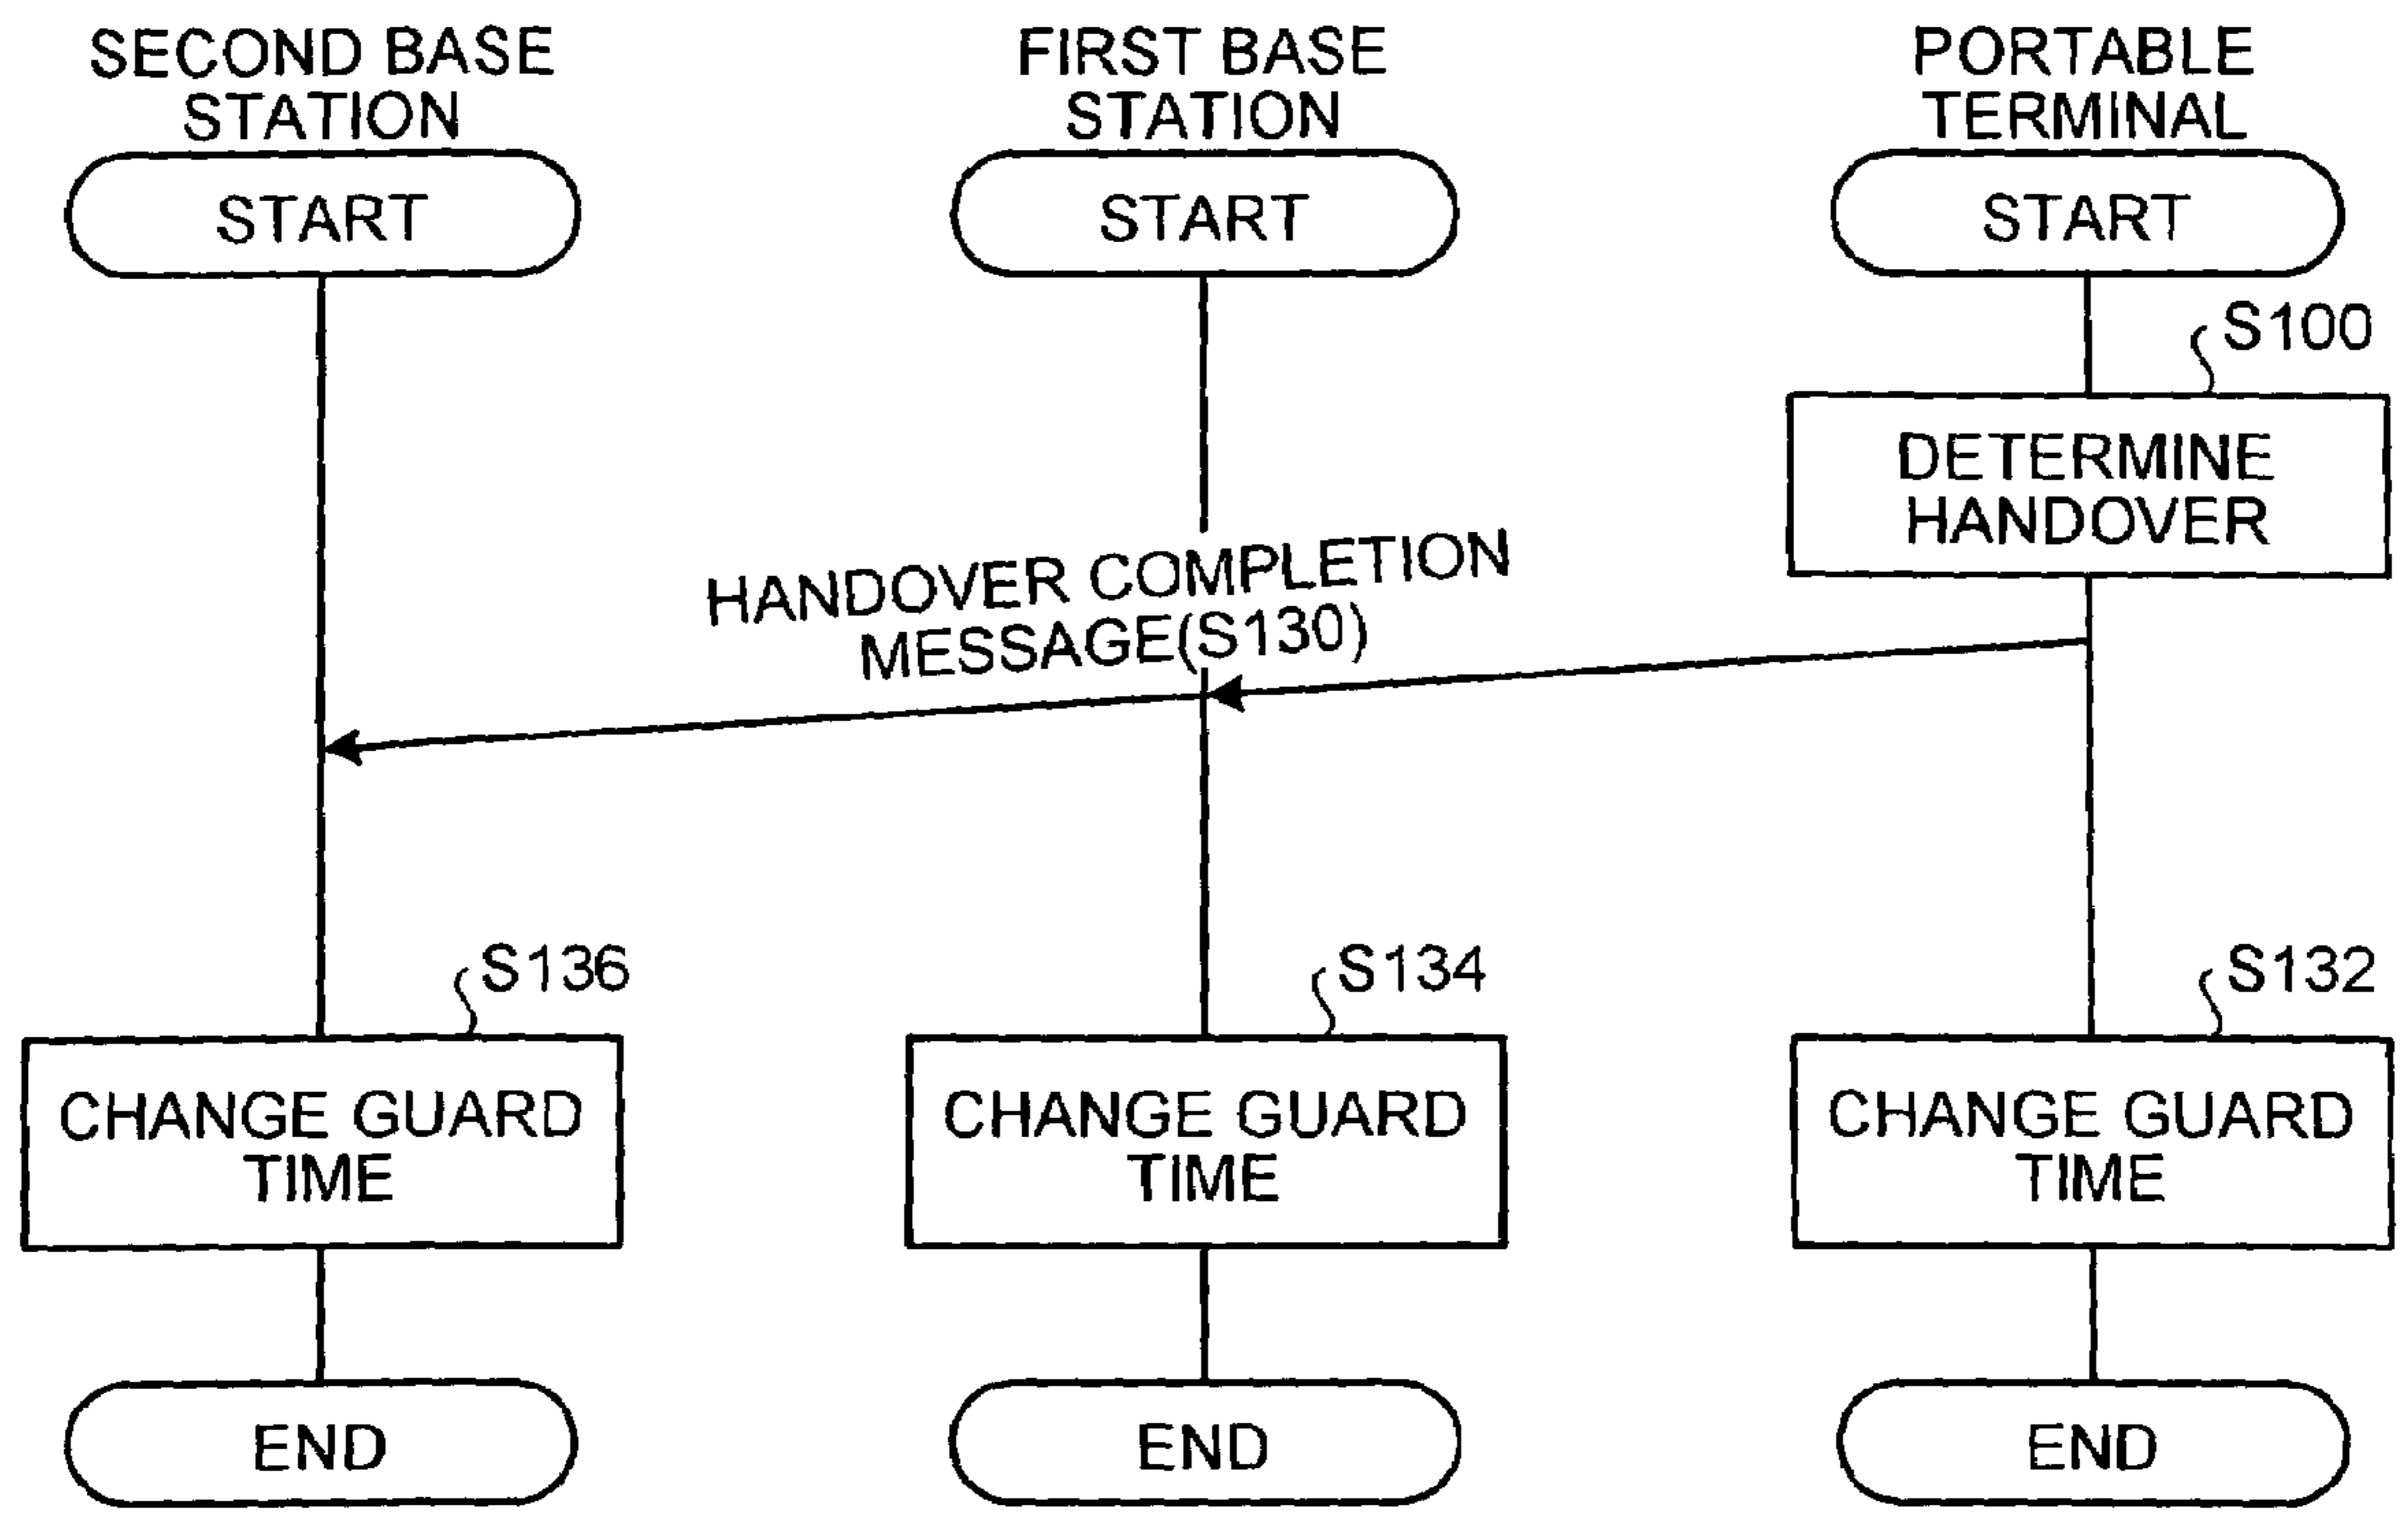 SECOND BASE
STATION
FIRST BASE
STATION
PORTABLE
TERMINAL
START
START
START
S100
DETERMINE
HANDOVER
HANDOVER COMPLETION
MESSAGE(S130)
S136
S134
S132
CHANGE GUARD
TIME
CHANGE GUARD
TIME
CHANGE GUARD
TIME
END
END
END